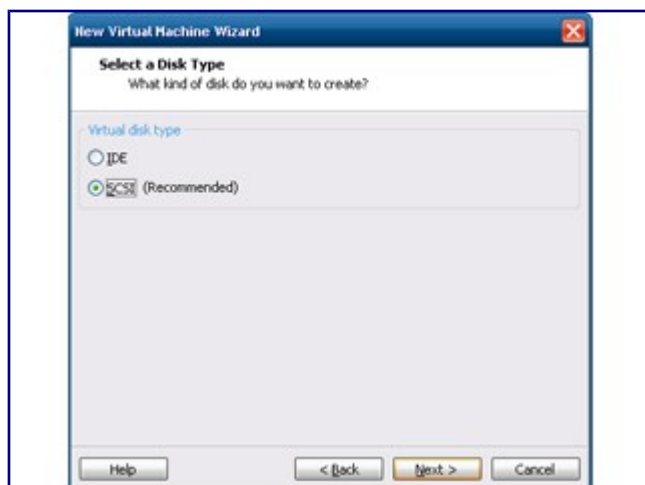 New Virtual Machine Wizard
Select a Disk Type
What kind of disk do you want to create?
Virtual disk type
IDE
SCSI (Recommended)
Help < Back Next > Cancel